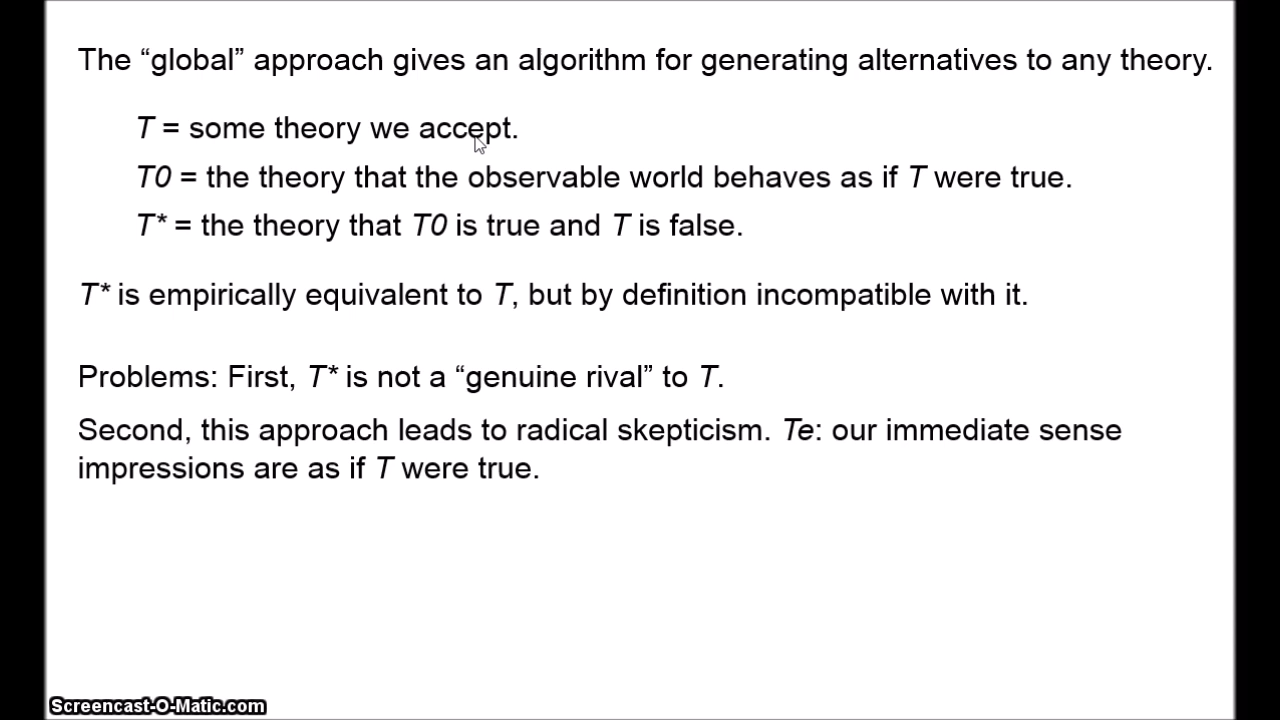 The “global” approach gives an algorithm for generating alternatives to any theory.
T = some theory we accept.
T0 = the theory that the observable world behaves as if T were true.
T* = the theory that T0 is true and T is false.
T* is empirically equivalent to T, but by definition incompatible with it.
Problems: First, T* is not a “genuine rival” to T.
Second, this approach leads to radical skepticism. Te: our immediate sense
impressions are as if T were true.
Screencast-O-Matic.com